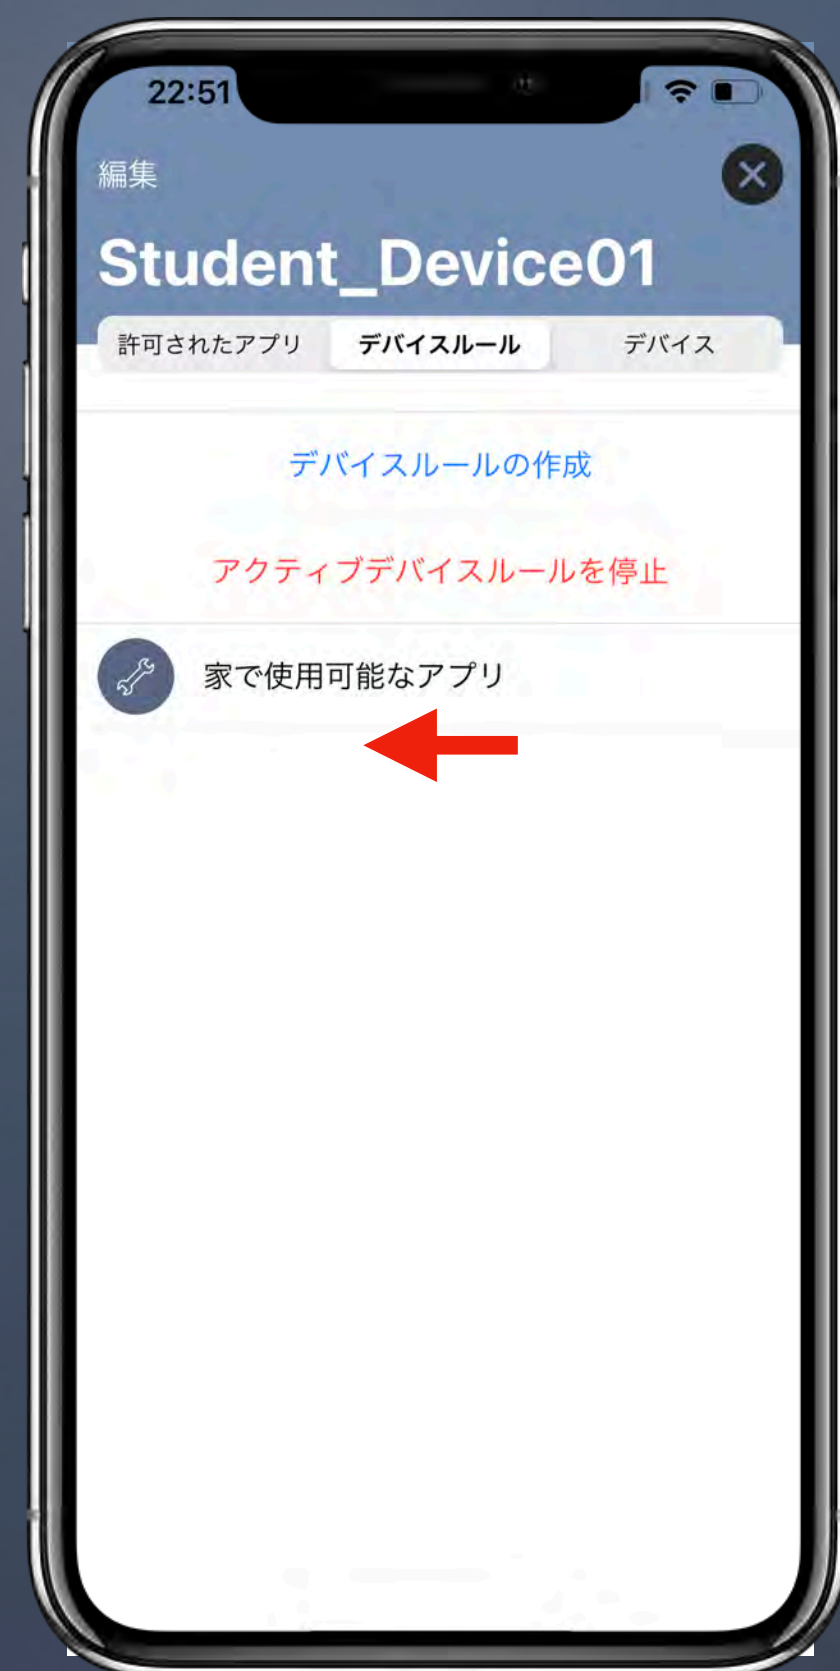 22:51
編集
Student_Device01
許可されたアプリ デバイスルール デバイス
デバイスルールの作成
アクティブデバイスルールを停止
家で使用可能なアプリ